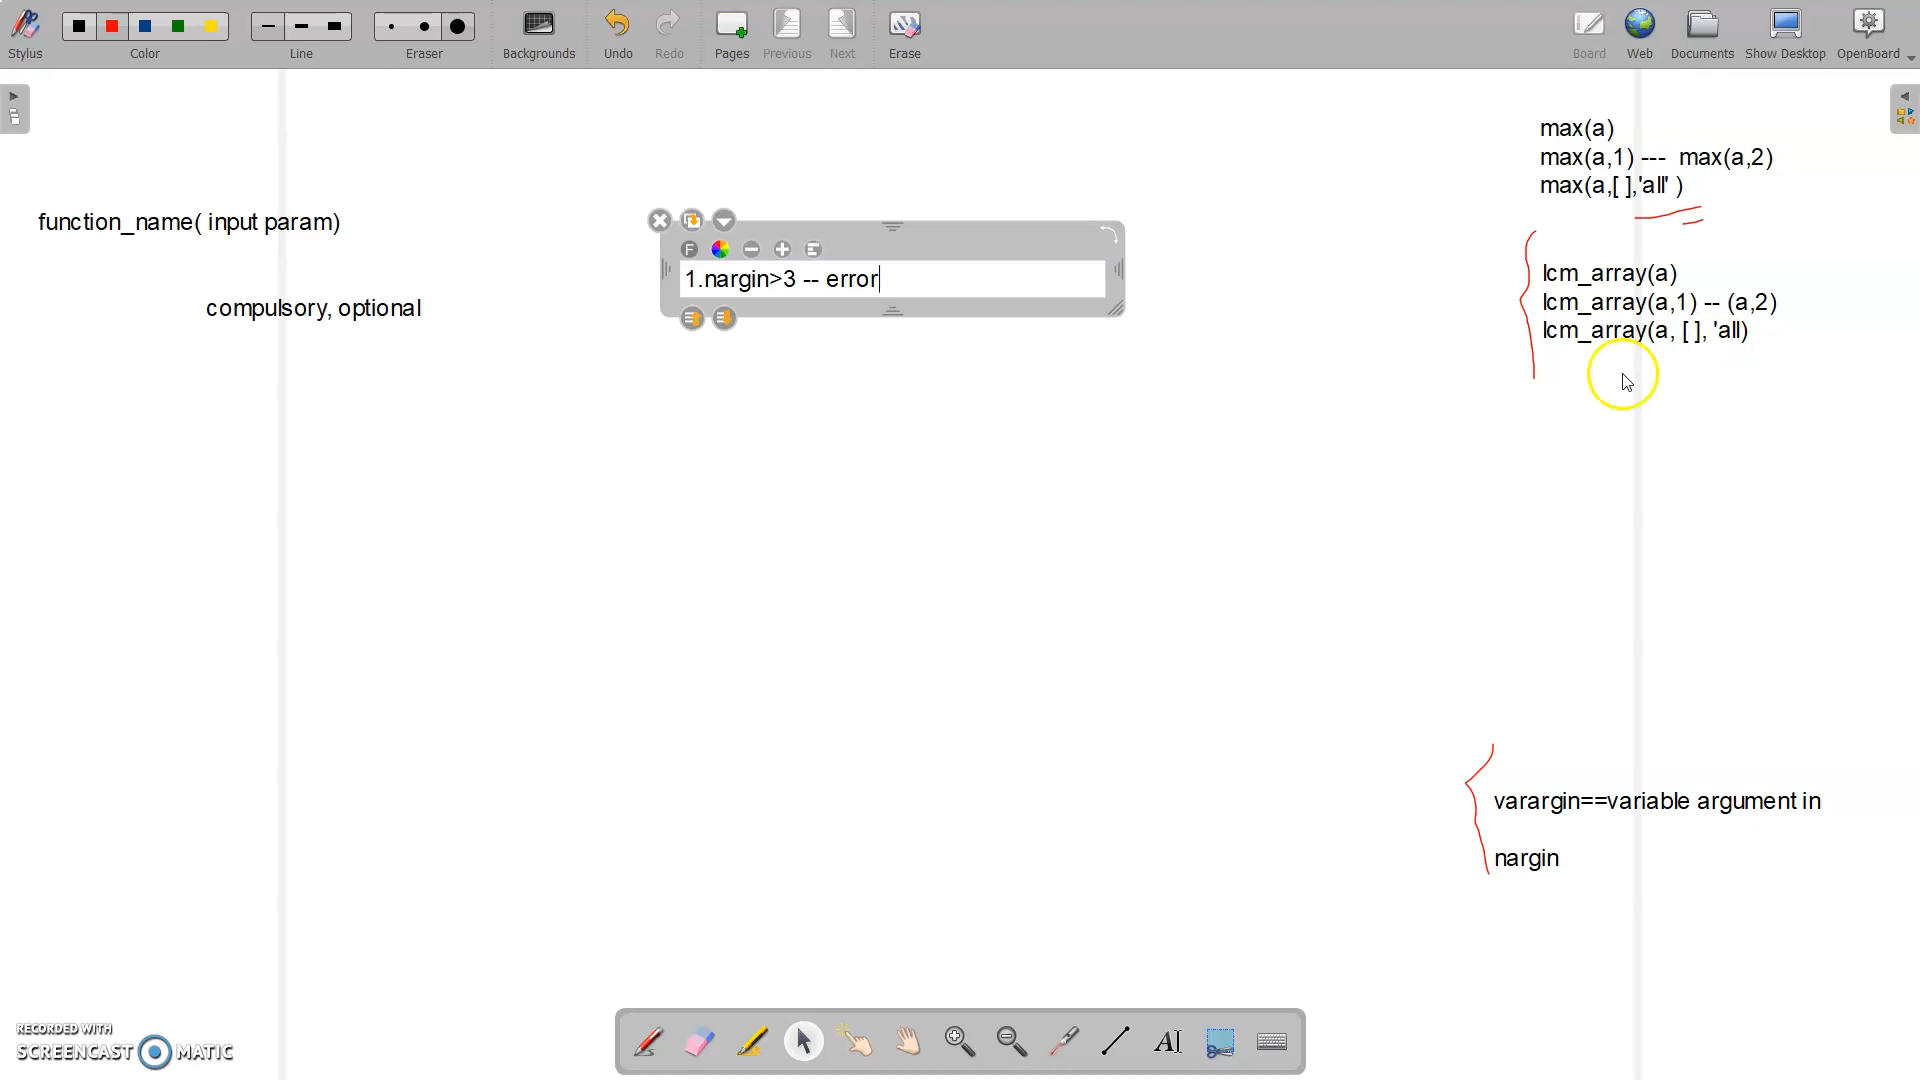 Stylus
Color
Line
Eraser
Backgrounds
Undo
Redo
Pages
Previous
Next
Erase
Board
Web
Documents
Show Desktop
OpenBoard
max(a)
max(a,1) --- max(a,2)
max(a,[ ],'all' )
function_name( input param)
compulsory, optional
F
1.nargin>3 -- error
lcm_array(a)
lcm_array(a,1) -- (a,2)
lcm_array(a, [ ], 'all)
varargin==variable argument in
nargin
RECORDED WITH
SCREENCAST MATIC
AI